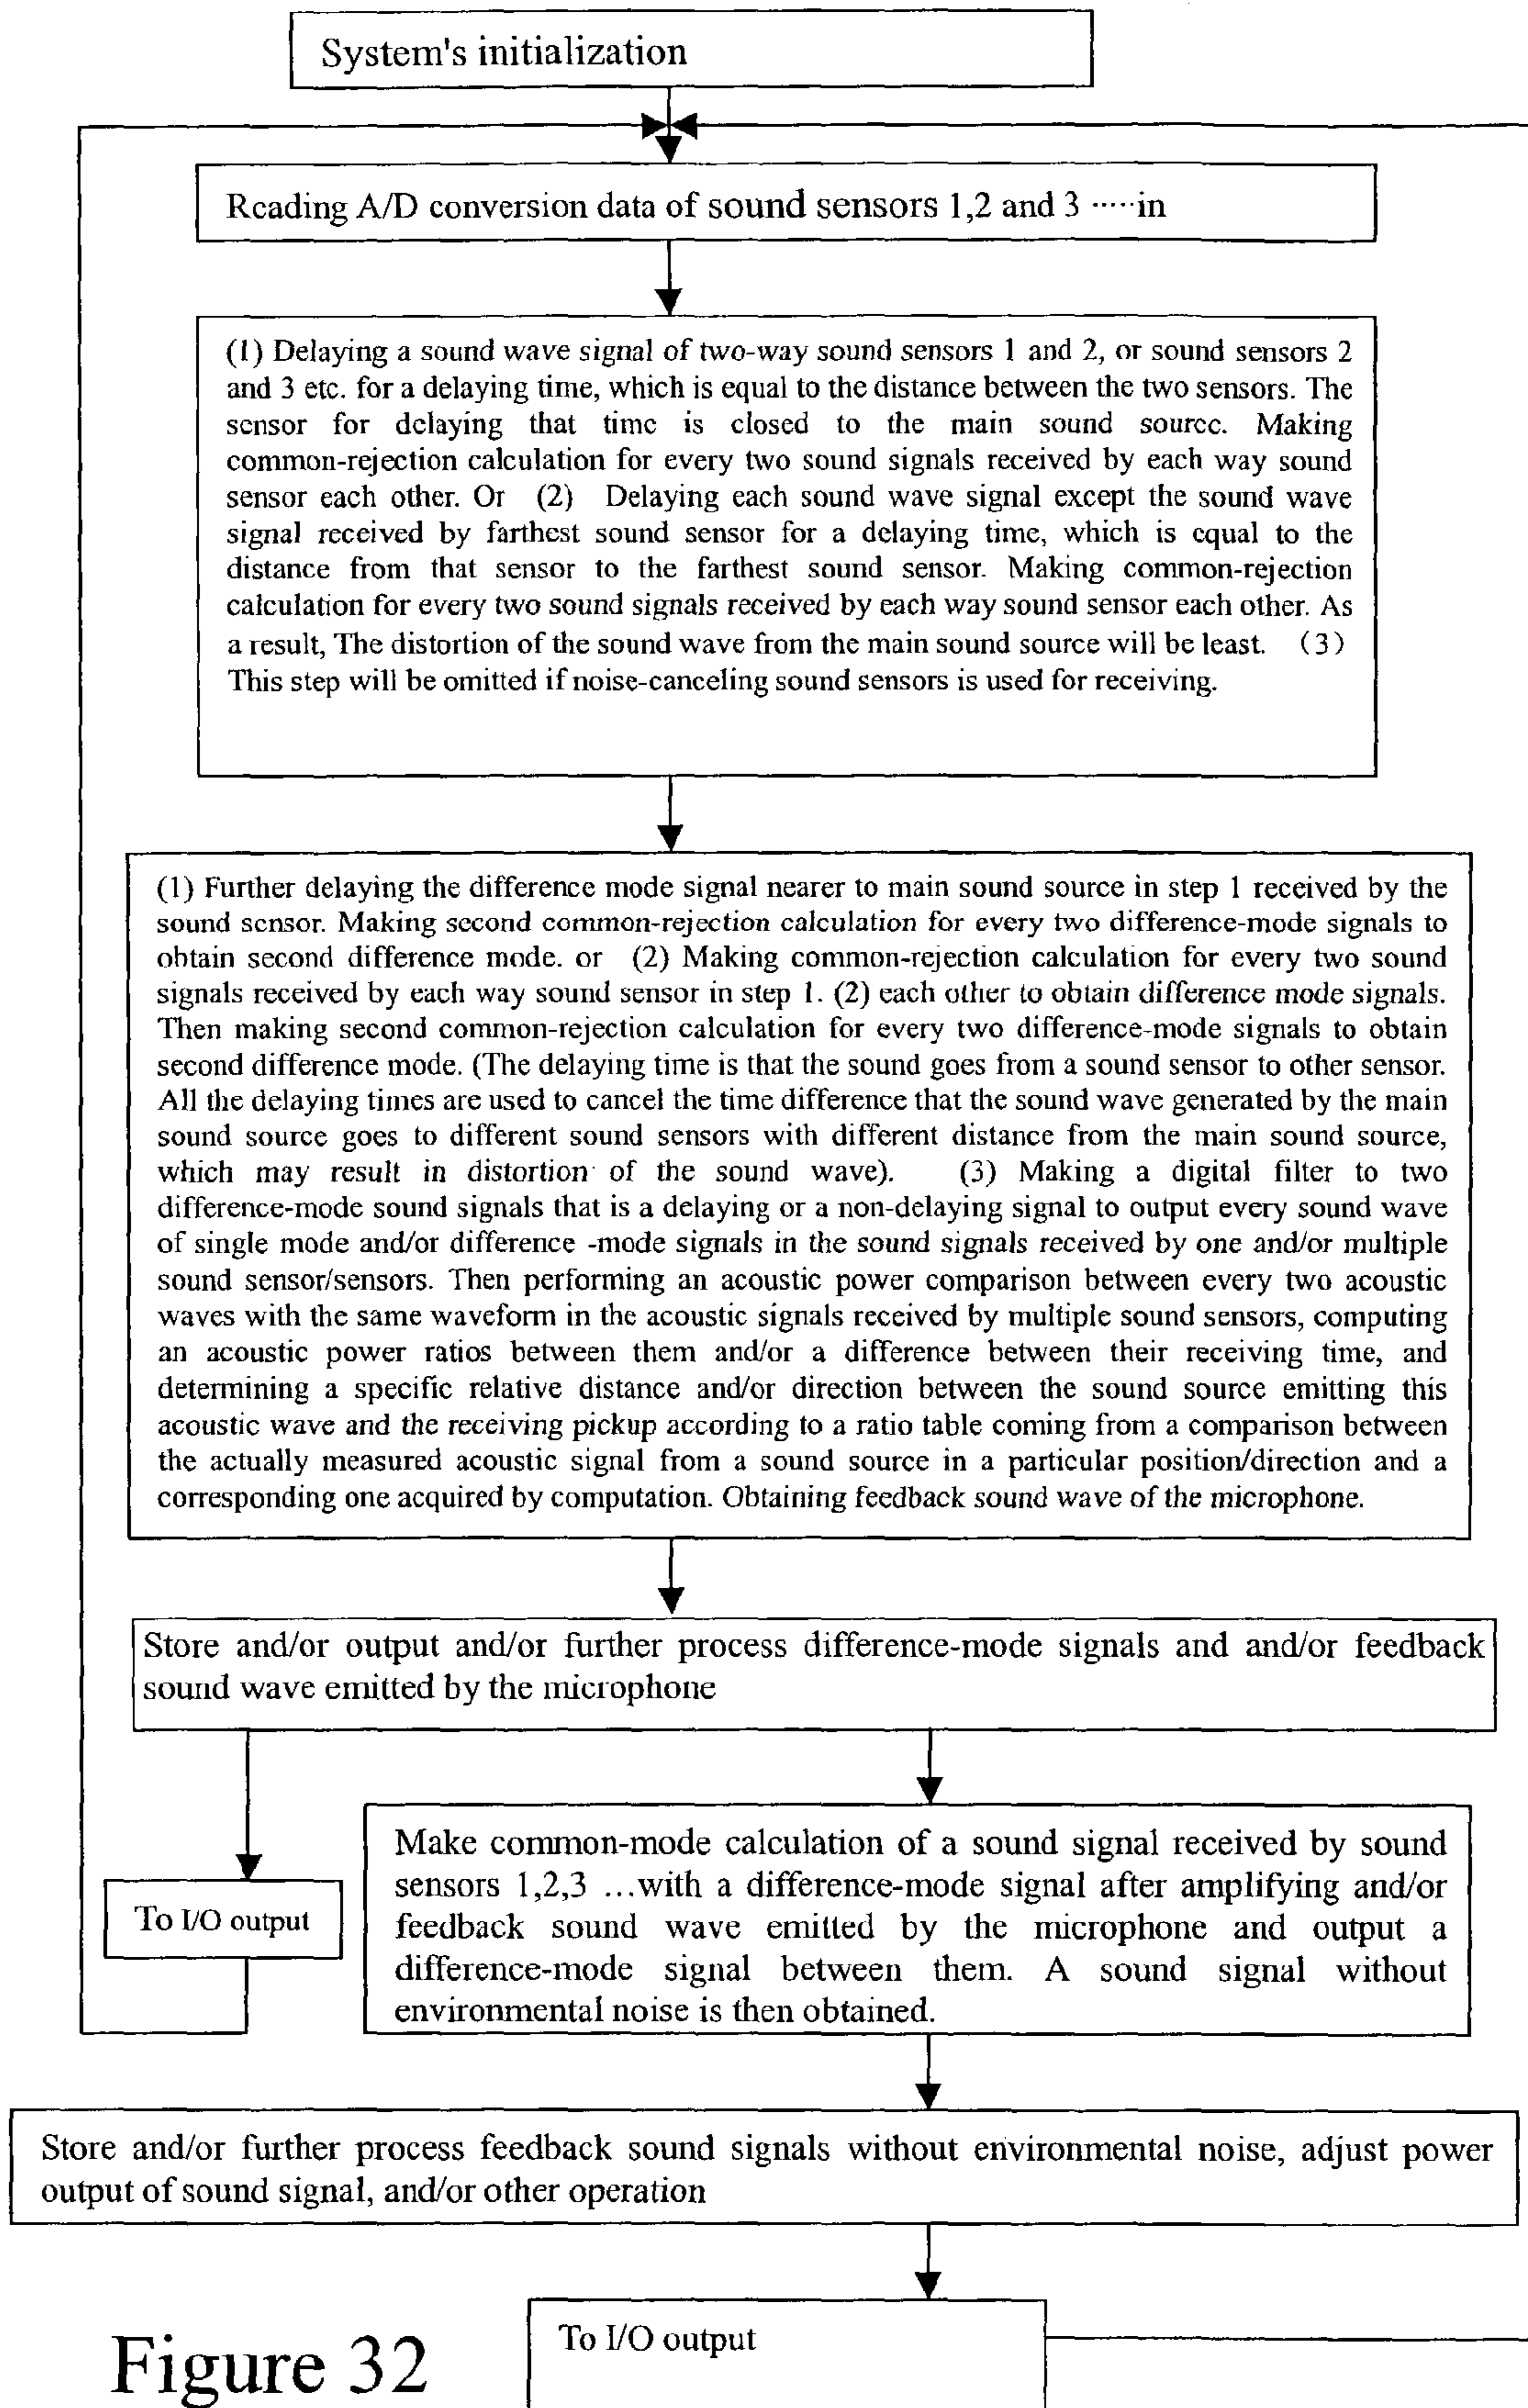 System's initialization
Reading A/D conversion data of sound sensors 1,2 and 3 ·····in
(1) Delaying a sound wave signal of two-way sound sensors 1 and 2, or sound sensors 2
and 3 etc. for a delaying time, which is equal to the distance between the two sensors. The
sensor for delaying that time is closed to the main sound source. Making
common-rejection calculation for every two sound signals received by each way sound
sensor each other. Or (2) Delaying each sound wave signal except the sound wave
signal received by farthest sound sensor for a delaying time, which is equal to the
distance from that sensor to the farthest sound sensor. Making common-rejection
calculation for every two sound signals received by each way sound sensor each other. As
a result, The distortion of the sound wave from the main sound source will be least. (3)
This step will be omitted if noise-canceling sound sensors is used for receiving.
(1) Further delaying the difference mode signal nearer to main sound source in step 1 received by the
sound sensor. Making second common-rejection calculation for every two difference-mode signals to
obtain second difference mode. or (2) Making common-rejection calculation for every two sound
signals received by each way sound sensor in step 1. (2) each other to obtain difference mode signals.
Then making second common-rejection calculation for every two difference-mode signals to obtain
second difference mode. (The delaying time is that the sound goes from a sound sensor to other sensor.
All the delaying times are used to cancel the time difference that the sound wave generated by the main
sound source goes to different sound sensors with different distance from the main sound source,
which may result in distortion of the sound wave). (3) Making a digital filter to two
difference-mode sound signals that is a delaying or a non-delaying signal to output every sound wave
of single mode and/or difference -mode signals in the sound signals received by one and/or multiple
sound sensor/sensors. Then performing an acoustic power comparison between every two acoustic
waves with the same waveform in the acoustic signals received by multiple sound sensors, computing
an acoustic power ratios between them and/or a difference between their receiving time, and
determining a specific relative distance and/or direction between the sound source emitting this
acoustic wave and the receiving pickup according to a ratio table coming from a comparison between
the actually measured acoustic signal from a sound source in a particular position/direction and a
corresponding one acquired by computation. Obtaining feedback sound wave of the microphone.
Store and/or output and/or further process difference-mode signals and and/or feedback
sound wave emitted by the microphone
To I/O output
Make common-mode calculation of a sound signal received by sound
sensors 1,2,3 ...with a difference-mode signal after amplifying and/or
feedback sound wave emitted by the microphone and output a
difference-mode signal between them. A sound signal without
environmental noise is then obtained.
Store and/or further process feedback sound signals without environmental noise, adjust power
output of sound signal, and/or other operation
To I/O output
Figure 32